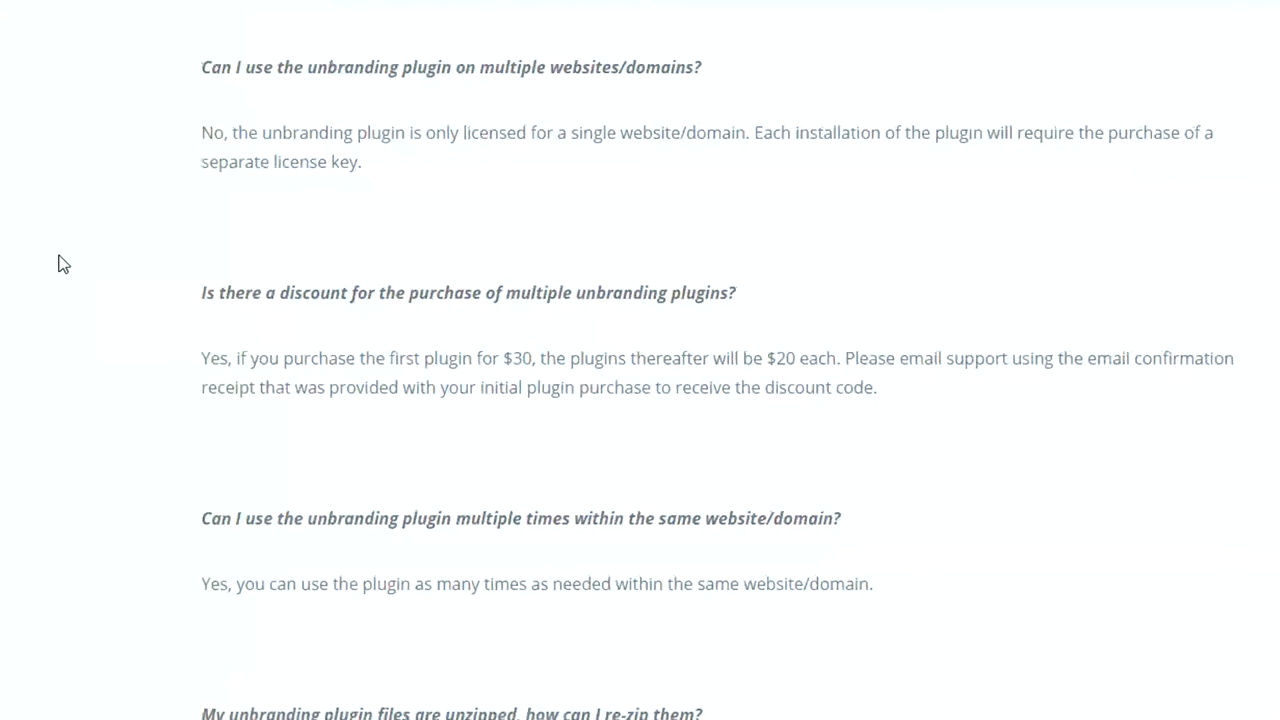 Can I use the unbranding plugin on multiple websites/domains?
No, the unbranding plugin is only licensed for a single website/domain. Each installation of the plugin will require the purchase of a
separate license key.
Is there a discount for the purchase of multiple unbranding plugins?
Yes, if you purchase the first plugin for $30, the plugins thereafter will be $20 each. Please email support using the email confirmation
receipt that was provided with your initial plugin purchase to receive the discount code.
Can I use the unbranding plugin multiple times within the same website/domain?
Yes, you can use the plugin as many times as needed within the same website/domain.
My unbranding plugin files are unzipped, how can I re-zip them?